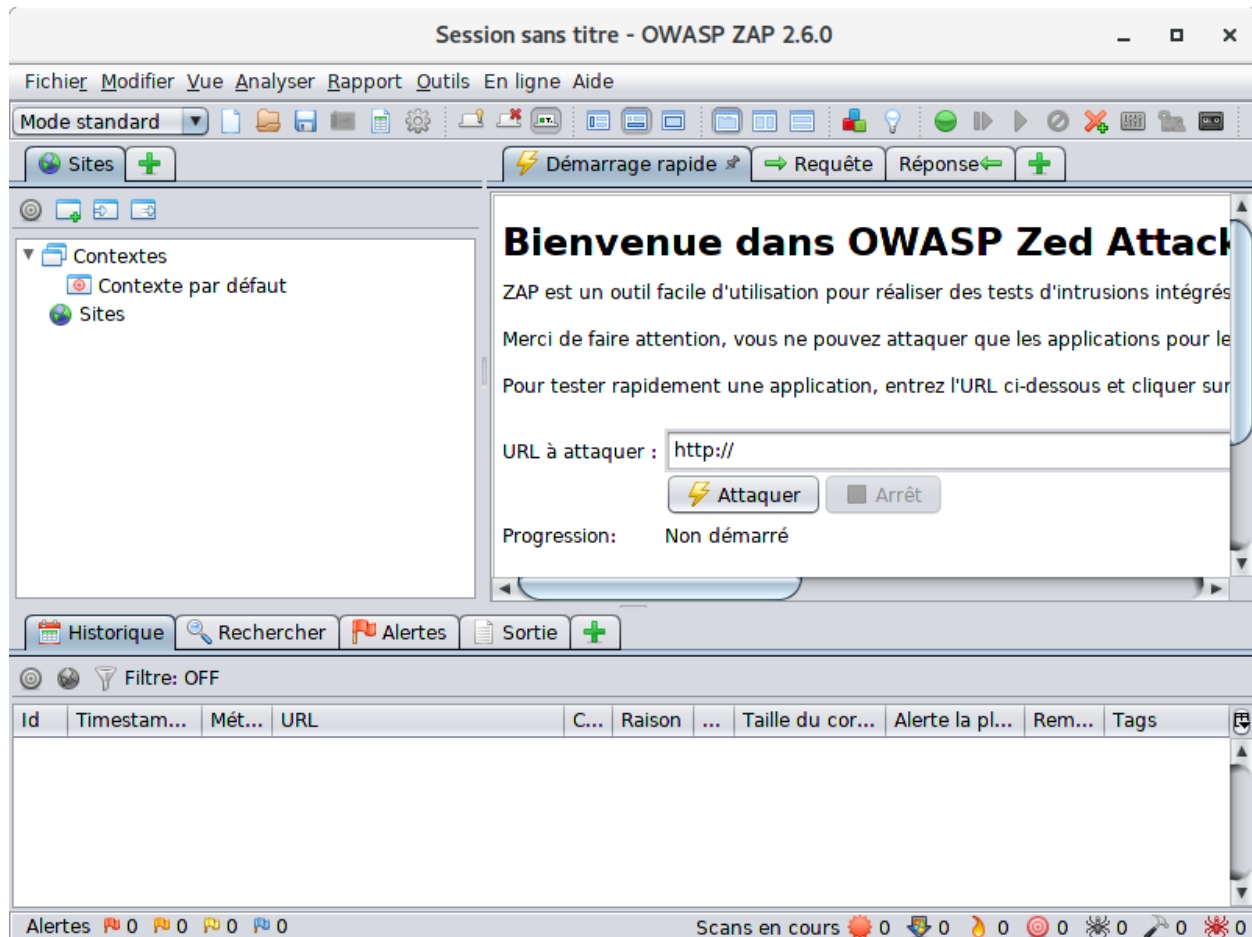 Session sans titre - OWASP ZAP 2.6.0
Fichier Modifier Vue Analyser Rapport Outils En ligne Aide
Mode standard
Sites
Démarrage rapide Requête Réponse
Contextes
Contexte par défaut
Sites
Bienvenue dans OWASP Zed Attack
ZAP est un outil facile d'utilisation pour réaliser des tests d'intrusions intégrés
Merci de faire attention, vous ne pouvez attaquer que les applications pour le
Pour tester rapidement une application, entrez l'URL ci-dessous et cliquer sur
URL à attaquer : http://
Attaquer Arrêt
Progression: Non démarré
Historique Rechercher Alertes Sortie
Filtre: OFF
Id Timestam... Mét... URL C... Raison ... Taille du cor... Alerte la pl... Rem... Tags
Alertes 0 0 0 0 Scans en cours 0 0 0 0 0 0 0